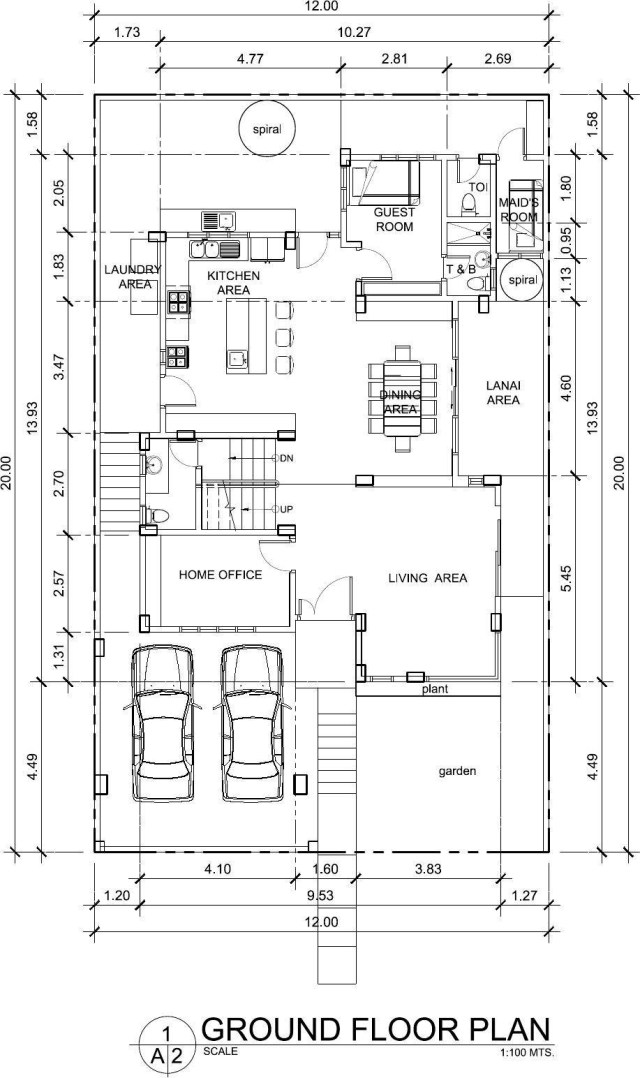 12.00
1.73
10.27
4.77
2.81
2.69
1.58
1.58
spiral
2.05
1.80
TOI
GUEST
ROOM
MAID'S
ROOM
0.95
1.83
LAUNDRY
AREA
KITCHEN
AREA
T & B
spiral
1.13
3.47
DINING
AREA
LANAI
AREA
4.60
13.93
13.93
20.00
20.00
2.70
DN
UP
2.57
HOME OFFICE
LIVING AREA
5.45
1.31
plant
4.49
garden
4.49
4.10
1.60
3.83
1.20
9.53
1.27
12.00
1
A 2
GROUND FLOOR PLAN
SCALE
1:100 MTS.